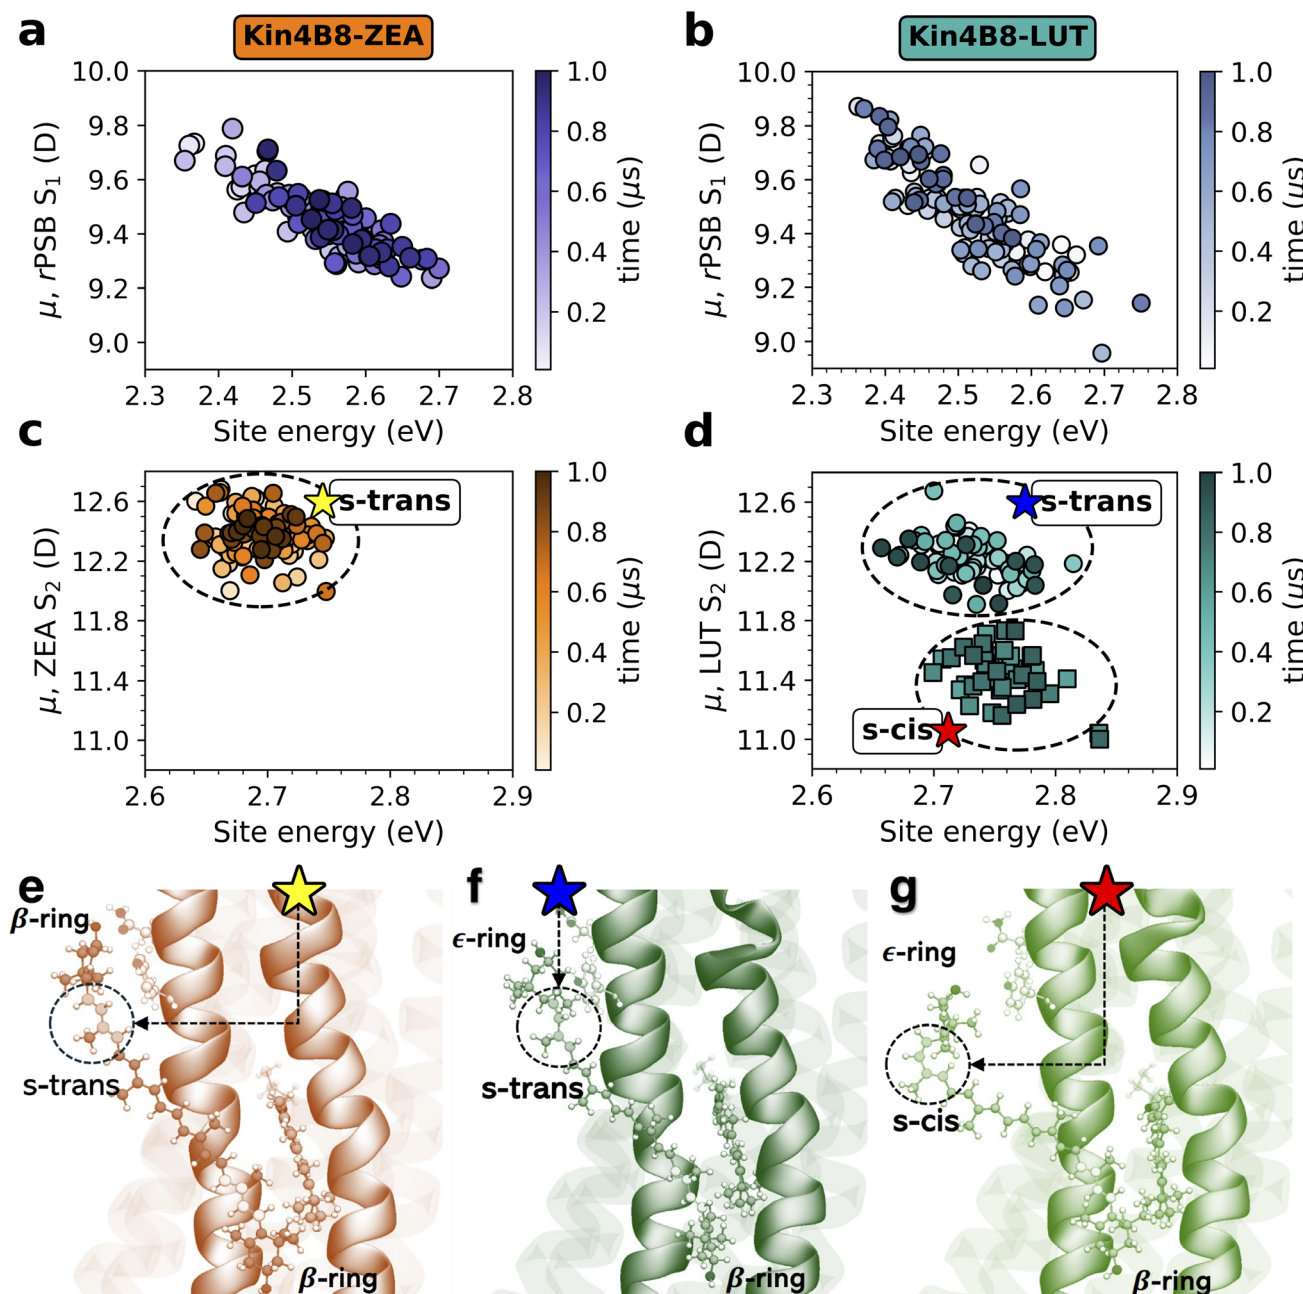 a
Kin4B8-ZEA
10.0
9.8
9.6
9.4
9.2
9.0
μ, rPSB S₁ (D)
2.3 2.4 2.5 2.6 2.7 2.8
Site energy (eV)
1.0
0.8
0.6
0.4
0.2
time (μs)
b
Kin4B8-LUT
10.0
9.8
9.6
9.4
9.2
9.0
μ, rPSB S₁ (D)
2.3 2.4 2.5 2.6 2.7 2.8
Site energy (eV)
1.0
0.8
0.6
0.4
0.2
time (μs)
c
12.6
12.2
11.8
11.4
11.0
μ, ZEA S₂ (D)
s-trans
2.6 2.7 2.8 2.9
Site energy (eV)
1.0
0.8
0.6
0.4
0.2
time (μs)
d
12.6
12.2
11.8
11.4
11.0
μ, LUT S₂ (D)
s-trans
s-cis
2.6 2.7 2.8 2.9
Site energy (eV)
1.0
0.8
0.6
0.4
0.2
time (μs)
e
β-ring
s-trans
β-ring
f
ϵ-ring
s-trans
β-ring
g
ϵ-ring
s-cis
β-ring